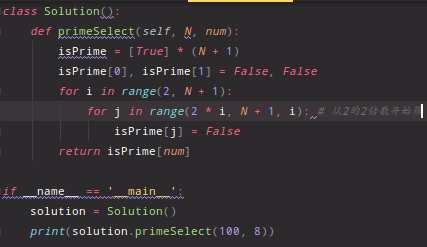 class Solution():
    def primeSelect(self, N, num):
        isPrime = [True] * (N + 1)
        isPrime[0], isPrime[1] = False, False
        for i in range(2, N + 1):
            for j in range(2 * i, N + 1, i): # 从2的2倍数开始
                isPrime[j] = False
        return isPrime[num]
if __name__ == '__main__':
    solution = Solution()
    print(solution.primeSelect(100, 8))